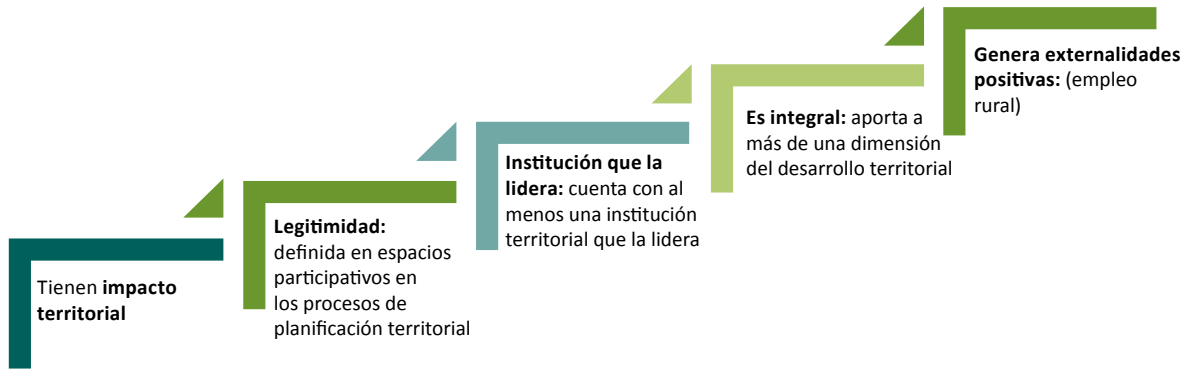 Tienen impacto
territorial
Legitimidad:
definida en espacios
participativos en
los procesos de
planificación territorial
Institución que la
lidera: cuenta con al
menos una institución
territorial que la lidera
Es integral: aporta a
más de una dimensión
del desarrollo territorial
Genera externalidades
positivas: (empleo
rural)